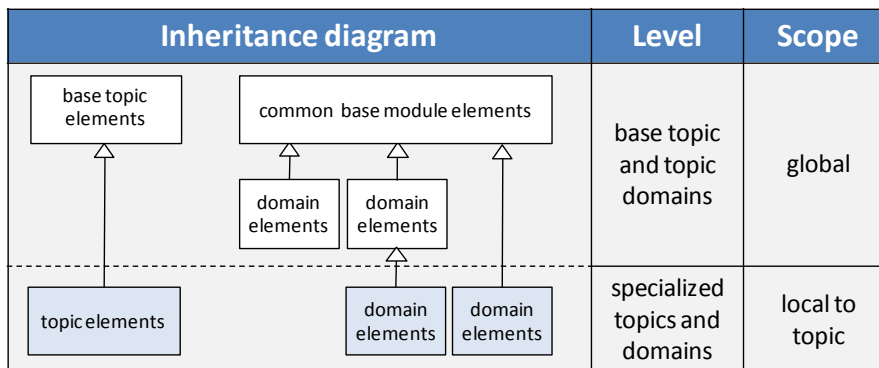 Inheritance diagram
Level
Scope
base topic
elements
common base module elements
domain
elements
domain
elements
base topic
and topic
domains
global
topic elements
domain
elements
domain
elements
specialized
topics and
domains
local to
topic